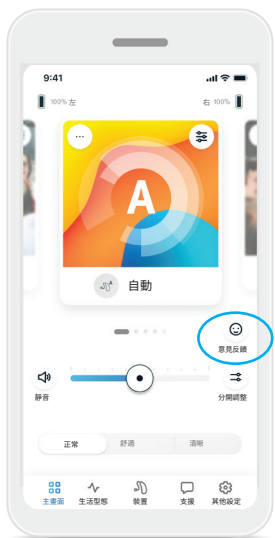 9:41
100% 左
右 100%
A
自動
意見反饋
靜音
分開調整
正常
舒適
清晰
主畫面
生活型態
裝置
支援
其他設定